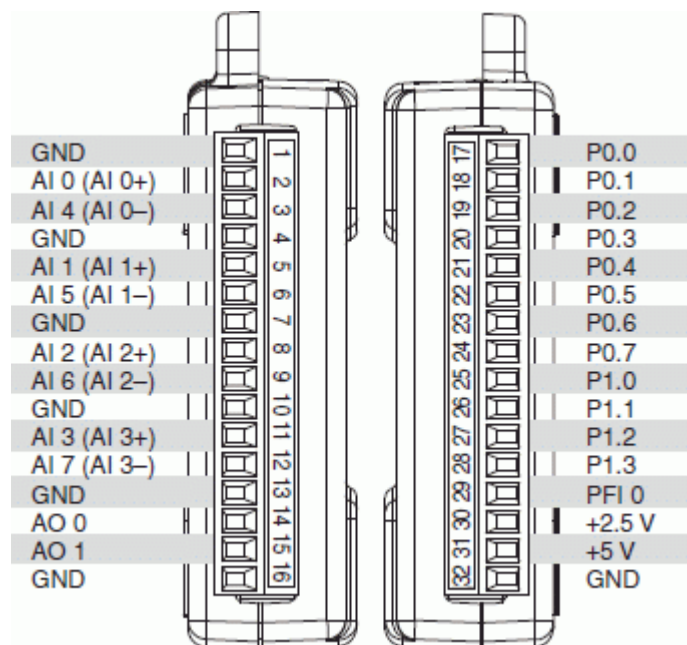 GND 1 17 P0.0
AI 0 (AI 0+) 2 18 P0.1
AI 4 (AI 0–) 3 19 P0.2
GND 4 20 P0.3
AI 1 (AI 1+) 5 21 P0.4
AI 5 (AI 1–) 6 22 P0.5
GND 7 23 P0.6
AI 2 (AI 2+) 8 24 P0.7
AI 6 (AI 2–) 9 25 P1.0
GND 10 26 P1.1
AI 3 (AI 3+) 11 27 P1.2
AI 7 (AI 3–) 12 28 P1.3
GND 13 29 PFI 0
AO 0 14 30 +2.5 V
AO 1 15 31 +5 V
GND 16 32 GND